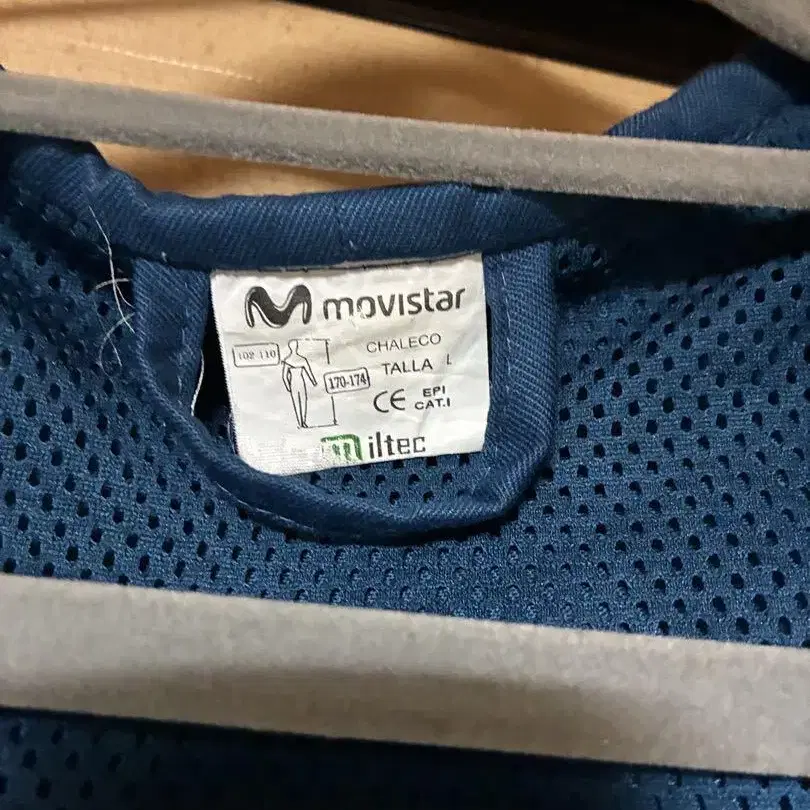 movistar
CHALECO
TALLA L
102-110
170-174
CE EPI
CAT.I
miltec